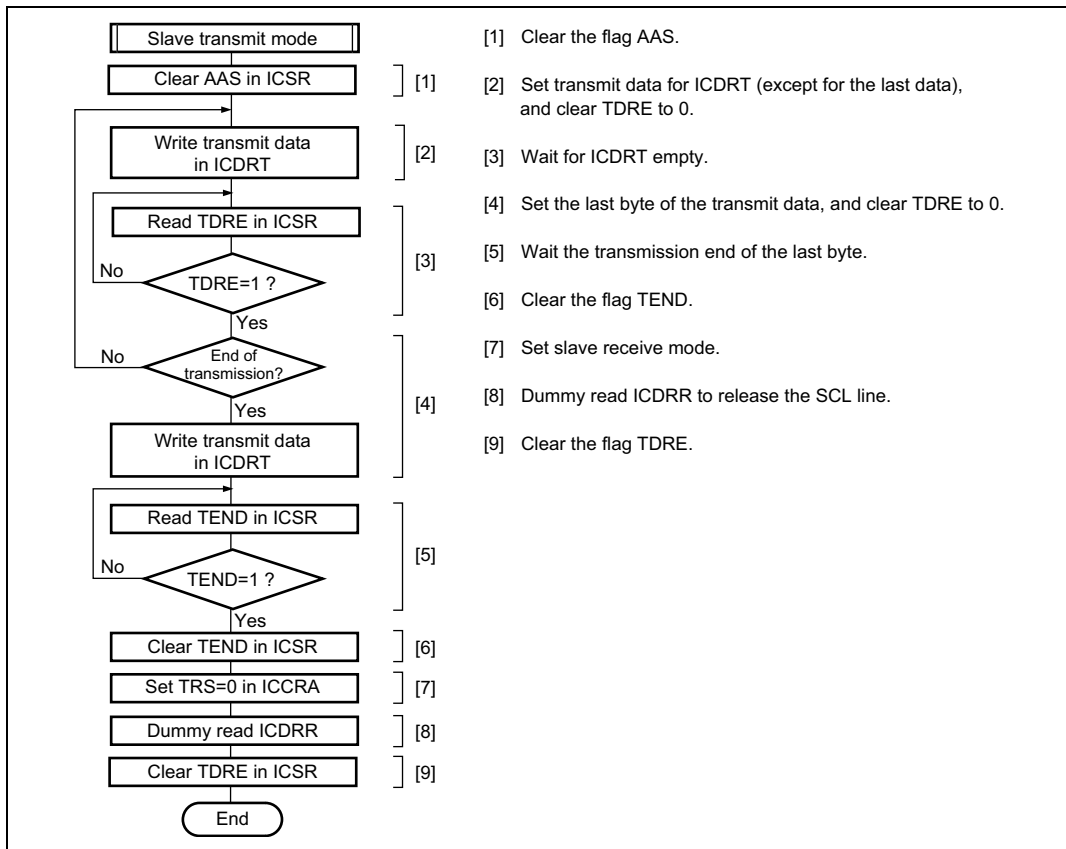 Slave transmit mode
Clear AAS in ICSR
[1]
Write transmit data
in ICDRT
[2]
Read TDRE in ICSR
No
TDRE=1 ?
[3]
Yes
No
End of
transmission?
[4]
Yes
Write transmit data
in ICDRT
Read TEND in ICSR
No
TEND=1 ?
[5]
Yes
Clear TEND in ICSR
[6]
Set TRS=0 in ICCRA
[7]
Dummy read ICDRR
[8]
Clear TDRE in ICSR
[9]
End
[1] Clear the flag AAS.
[2] Set transmit data for ICDRT (except for the last data),
and clear TDRE to 0.
[3] Wait for ICDRT empty.
[4] Set the last byte of the transmit data, and clear TDRE to 0.
[5] Wait the transmission end of the last byte.
[6] Clear the flag TEND.
[7] Set slave receive mode.
[8] Dummy read ICDRR to release the SCL line.
[9] Clear the flag TDRE.